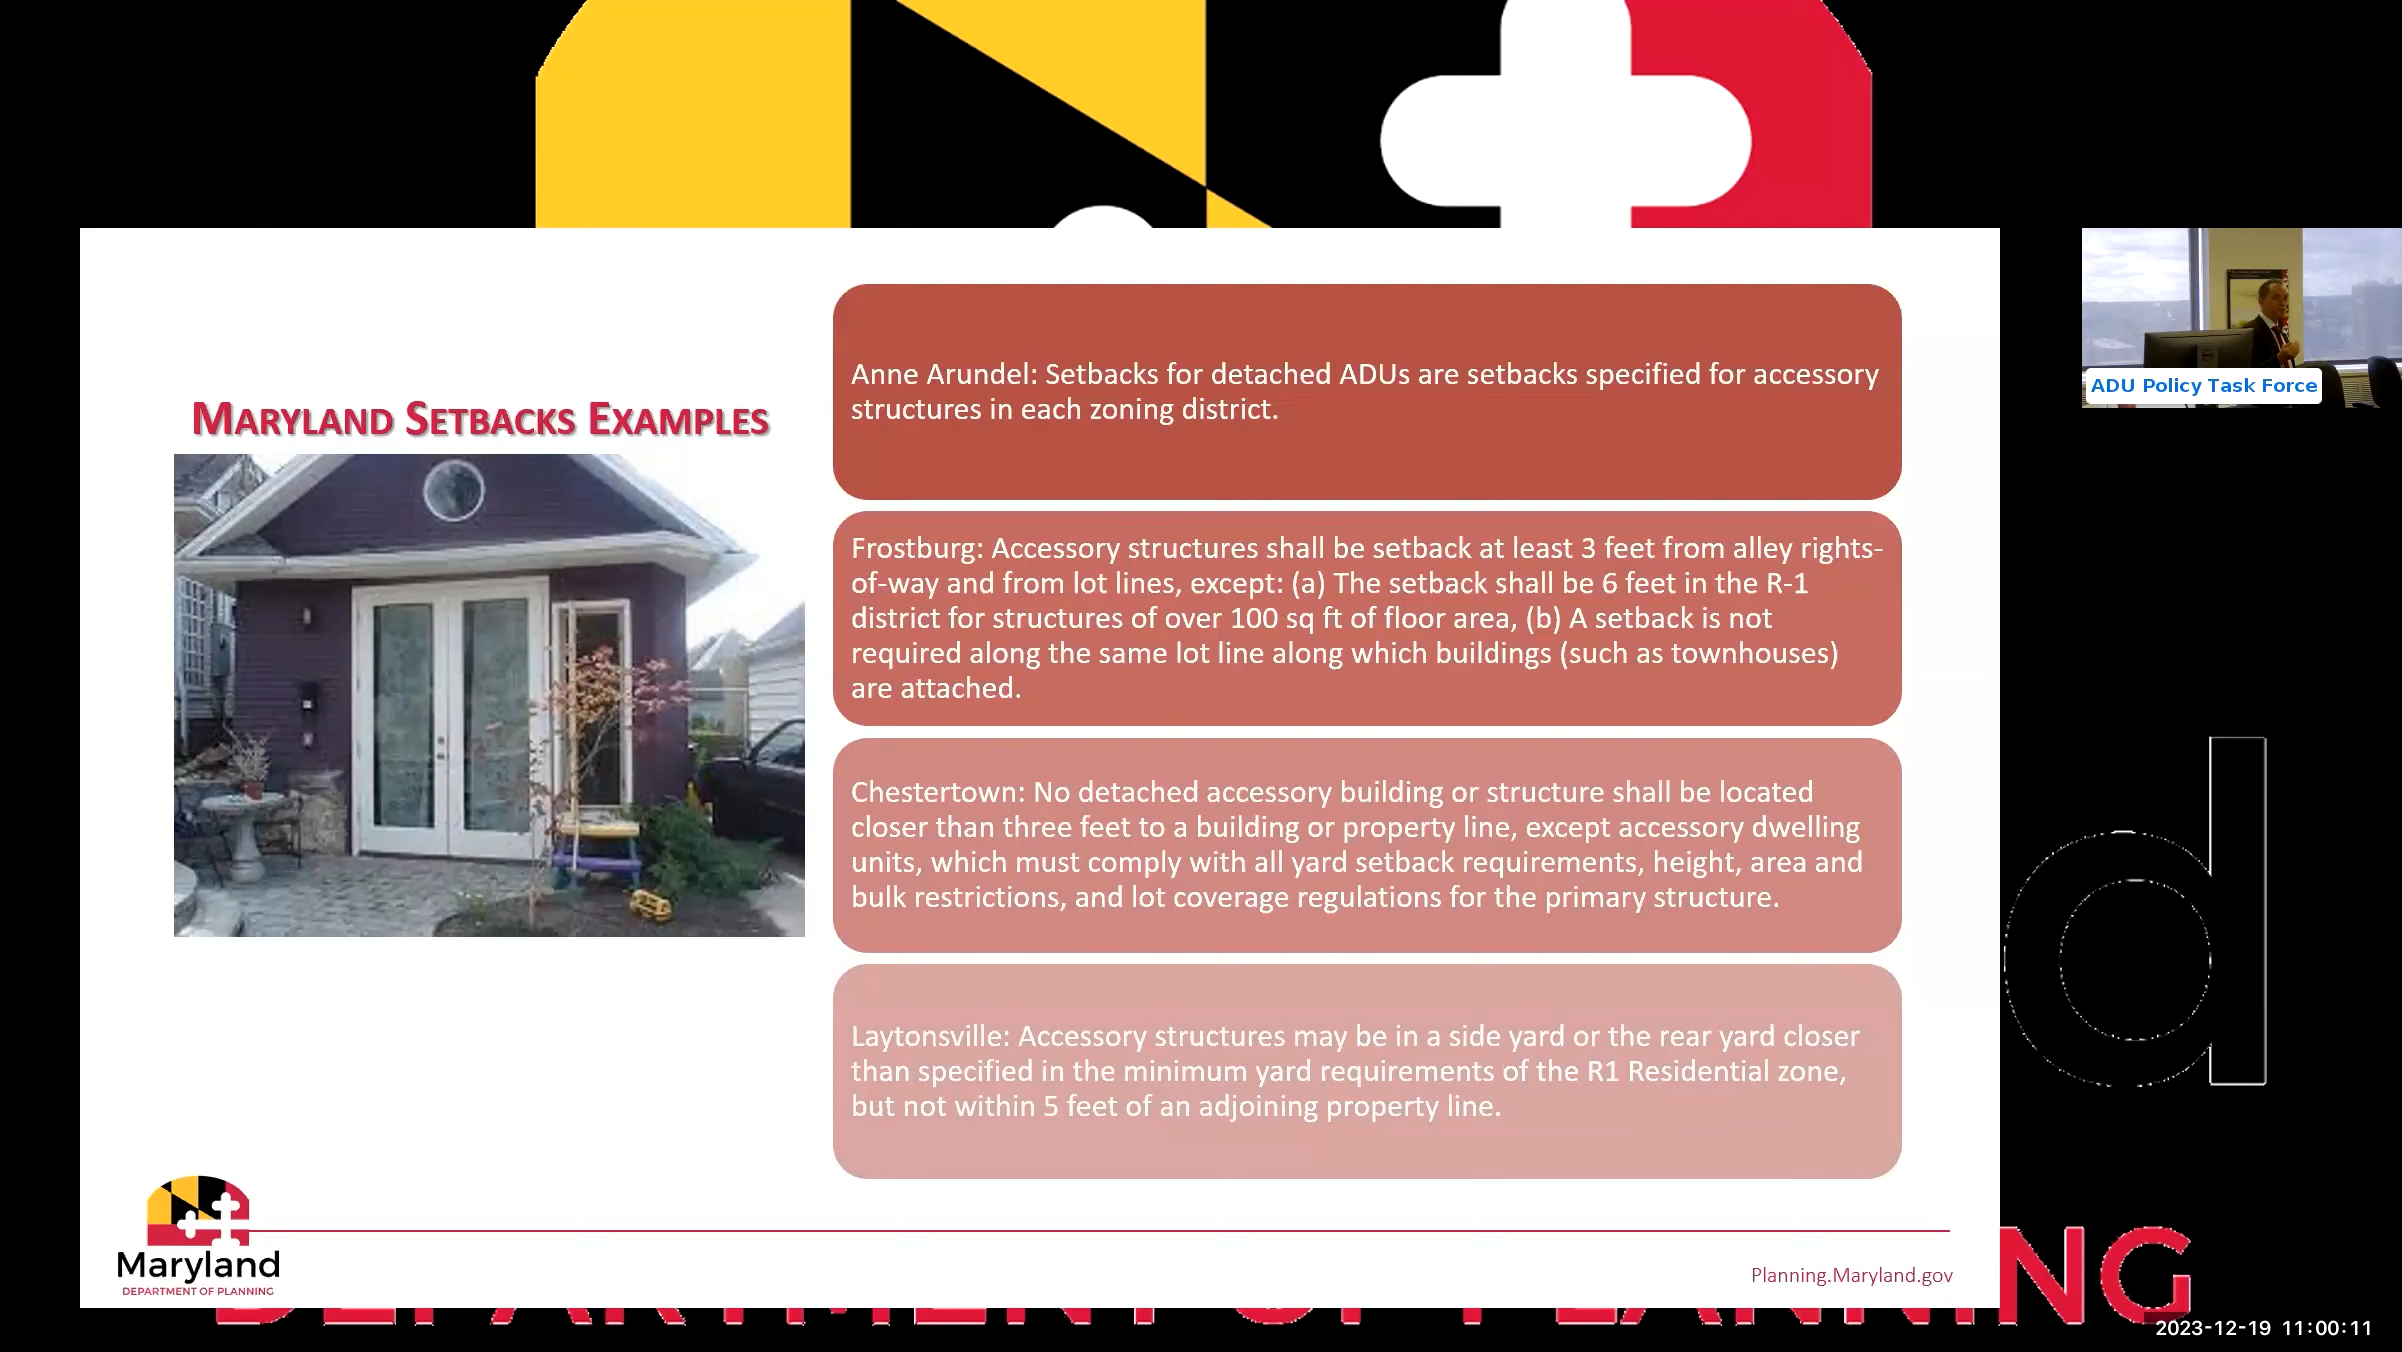 MARYLAND SETBACKS EXAMPLES
Anne Arundel: Setbacks for detached ADUs are setbacks specified for accessory
structures in each zoning district.
Frostburg: Accessory structures shall be setback at least 3 feet from alley rights-
of-way and from lot lines, except: (a) The setback shall be 6 feet in the R-1
district for structures of over 100 sq ft of floor area, (b) A setback is not
required along the same lot line along which buildings (such as townhouses)
are attached.
Chestertown: No detached accessory building or structure shall be located
closer than three feet to a building or property line, except accessory dwelling
units, which must comply with all yard setback requirements, height, area and
bulk restrictions, and lot coverage regulations for the primary structure.
Laytonsville: Accessory structures may be in a side yard or the rear yard closer
than specified in the minimum yard requirements of the R1 Residential zone,
but not within 5 feet of an adjoining property line.
Maryland
DEPARTMENT OF PLANNING
Planning.Maryland.gov
ADU Policy Task Force
d
DEPARTMENT OF PLANNING
2023-12-19 11:00:11